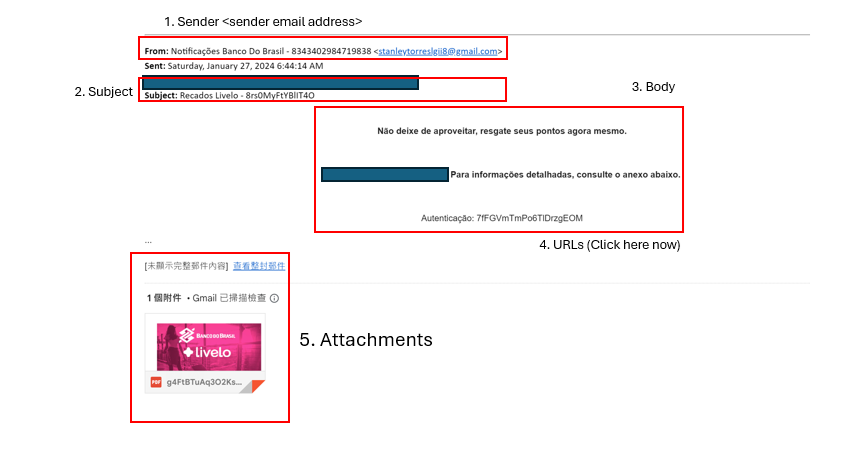 1. Sender <sender email address>
From: Notificações Banco Do Brasil - 8343402984719838 <stanleytorreslgii8@gmail.com>
Sent: Saturday, January 27, 2024 6:44:14 AM
2. Subject
Subject: Recados Livelo - 8rs0MyFtYBlIT4O
3. Body
Não deixe de aproveitar, resgate seus pontos agora mesmo.
Para informações detalhadas, consulte o anexo abaixo.
Autenticação: 7fFGVmTmPo6TlDrzgEOM
4. URLs (Click here now)
...
[未顯示完整郵件內容] 查看整封郵件
1 個附件 • Gmail 已掃描檢查
5. Attachments
BANCO DO BRASIL
livelo
PDF g4FtBTuAq3O2Ks...